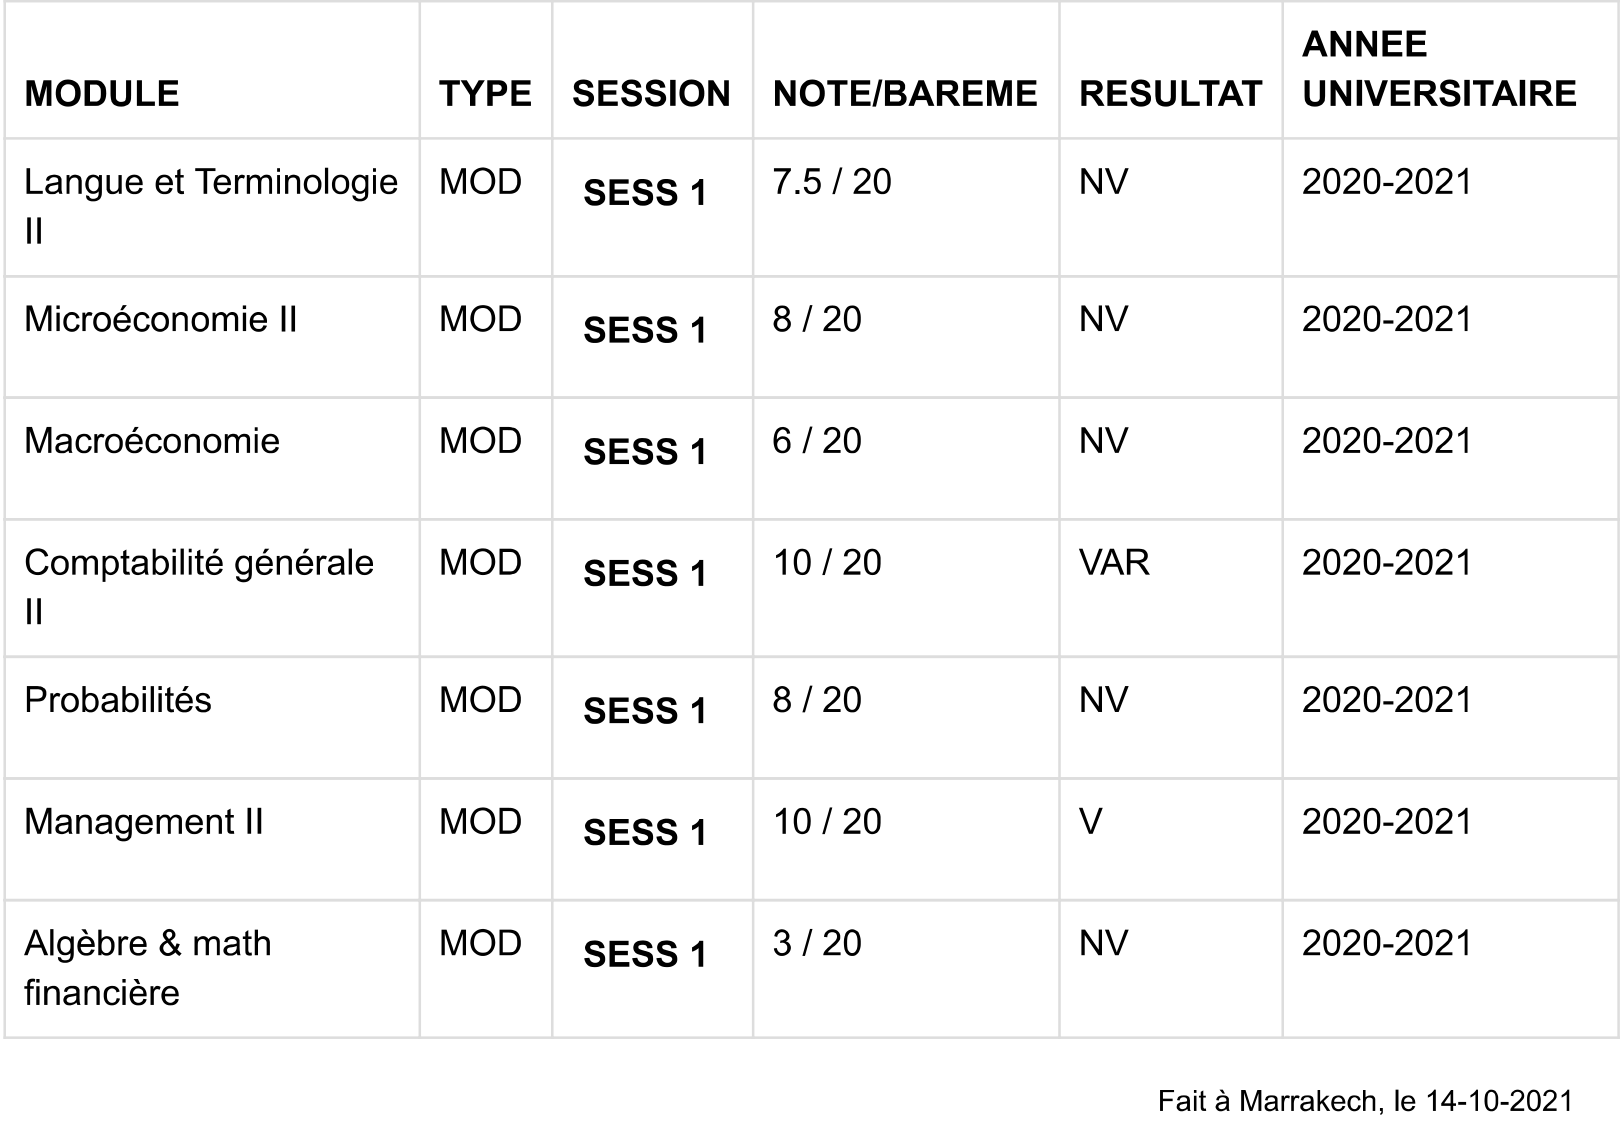 MODULE TYPE SESSION NOTE/BAREME RESULTAT ANNEE UNIVERSITAIRE
Langue et Terminologie II MOD SESS 1 7.5 / 20 NV 2020-2021
Microéconomie II MOD SESS 1 8 / 20 NV 2020-2021
Macroéconomie MOD SESS 1 6 / 20 NV 2020-2021
Comptabilité générale II MOD SESS 1 10 / 20 VAR 2020-2021
Probabilités MOD SESS 1 8 / 20 NV 2020-2021
Management II MOD SESS 1 10 / 20 V 2020-2021
Algèbre & math financière MOD SESS 1 3 / 20 NV 2020-2021
Fait à Marrakech, le 14-10-2021